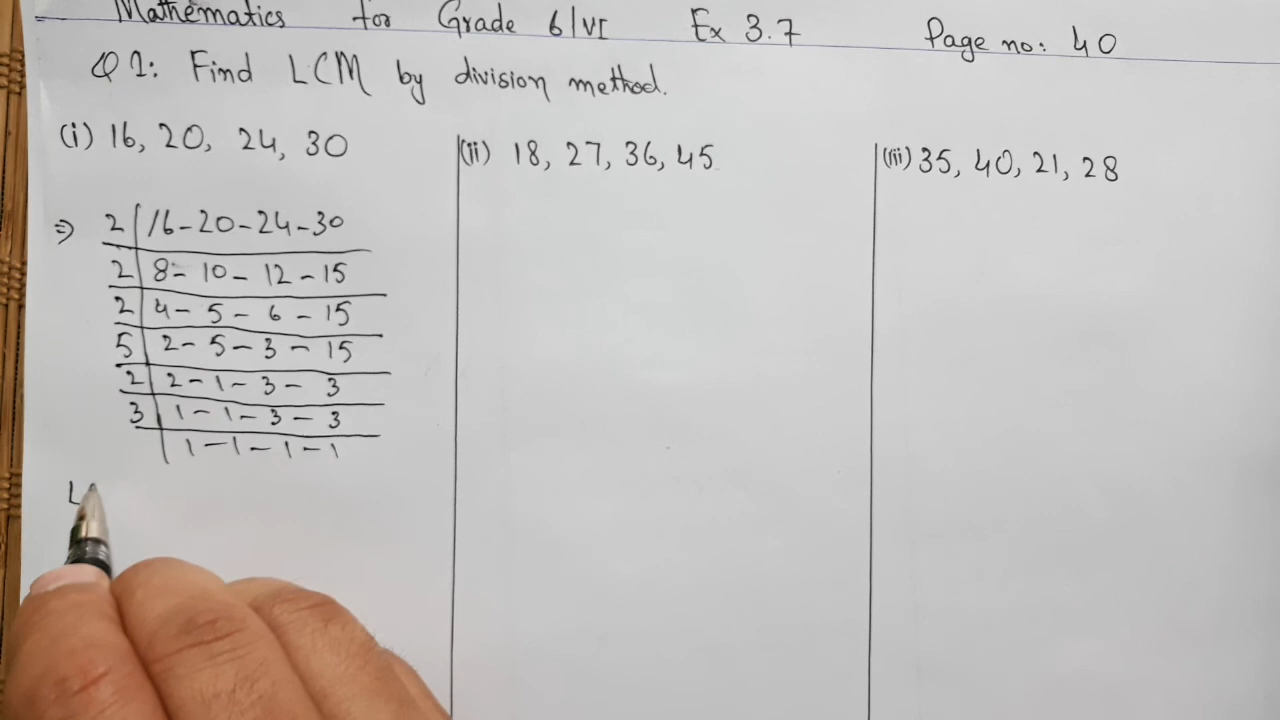 Mathematics for Grade 6/VI Ex 3.7 Page no: 40
Q1: Find LCM by division method.
(i) 16, 20, 24, 30
⇒ 2 16-20-24-30
2 8-10-12-15
2 4-5-6-15
5 2-5-3-15
2 2-1-3-3
3 1-1-3-3
1-1-1-1
L
(ii) 18, 27, 36, 45
(iii) 35, 40, 21, 28